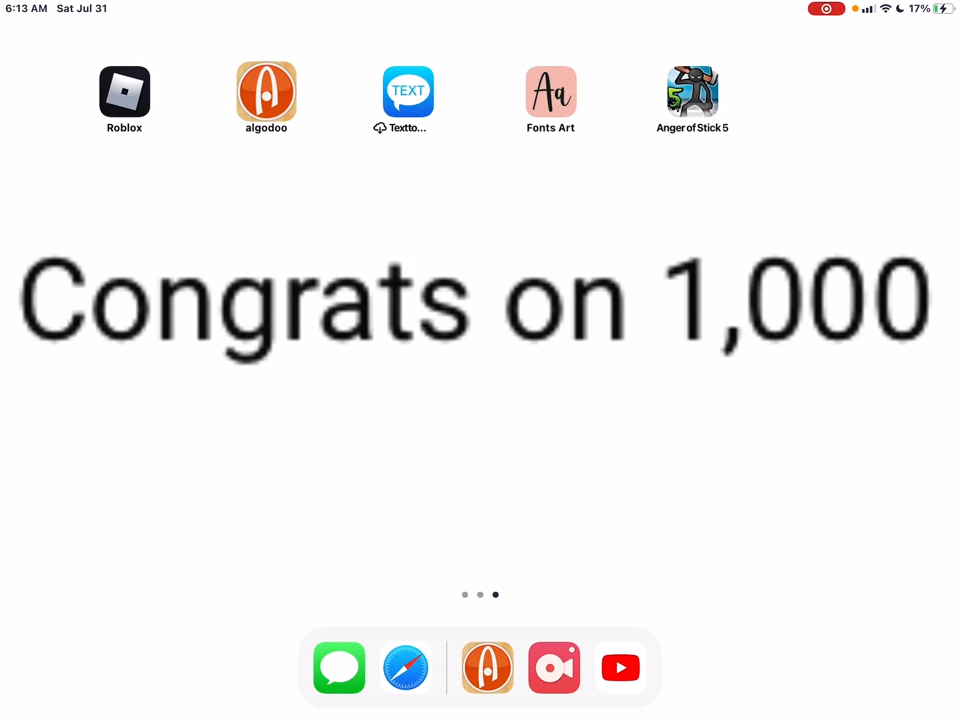 6:13 AM Sat Jul 31 17%
Roblox algodoo Textto... Fonts Art Anger of Stick 5
TEXT Aa 5
Congrats on 1,000